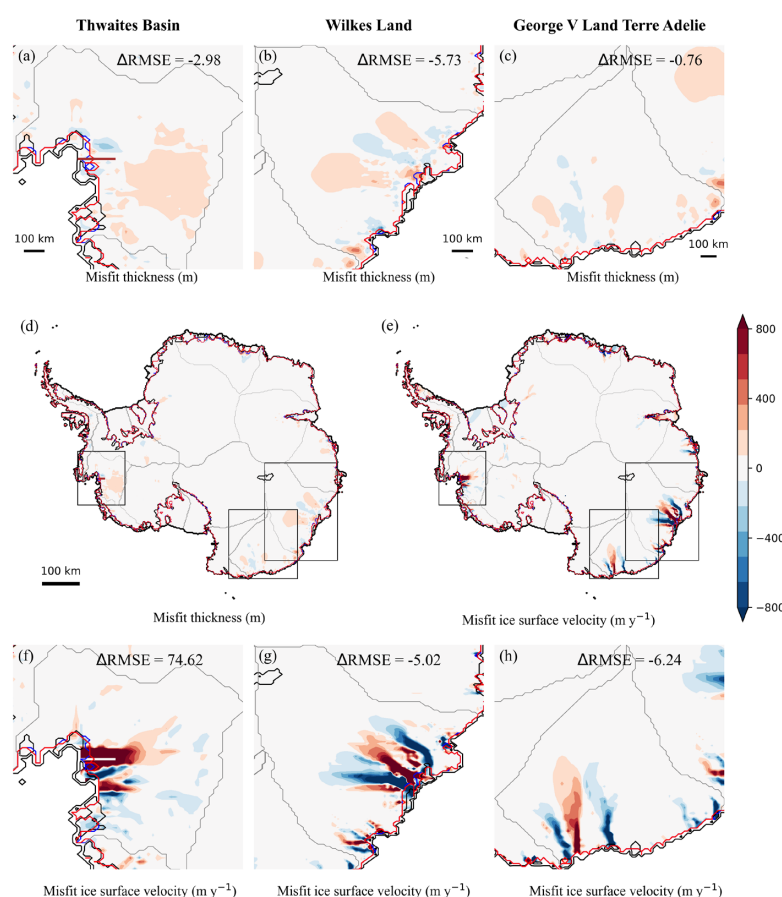 Thwaites Basin Wilkes Land George V Land Terre Adelie
(a) ΔRMSE = -2.98 (b) ΔRMSE = -5.73 (c) ΔRMSE = -0.76
100 km 100 km 100 km
Misfit thickness (m) Misfit thickness (m) Misfit thickness (m)
(d) (e)
800
400
0
−400
−800
100 km
Misfit thickness (m) Misfit ice surface velocity (m y⁻¹)
(f) ΔRMSE = 74.62 (g) ΔRMSE = -5.02 (h) ΔRMSE = -6.24
Misfit ice surface velocity (m y⁻¹) Misfit ice surface velocity (m y⁻¹) Misfit ice surface velocity (m y⁻¹)